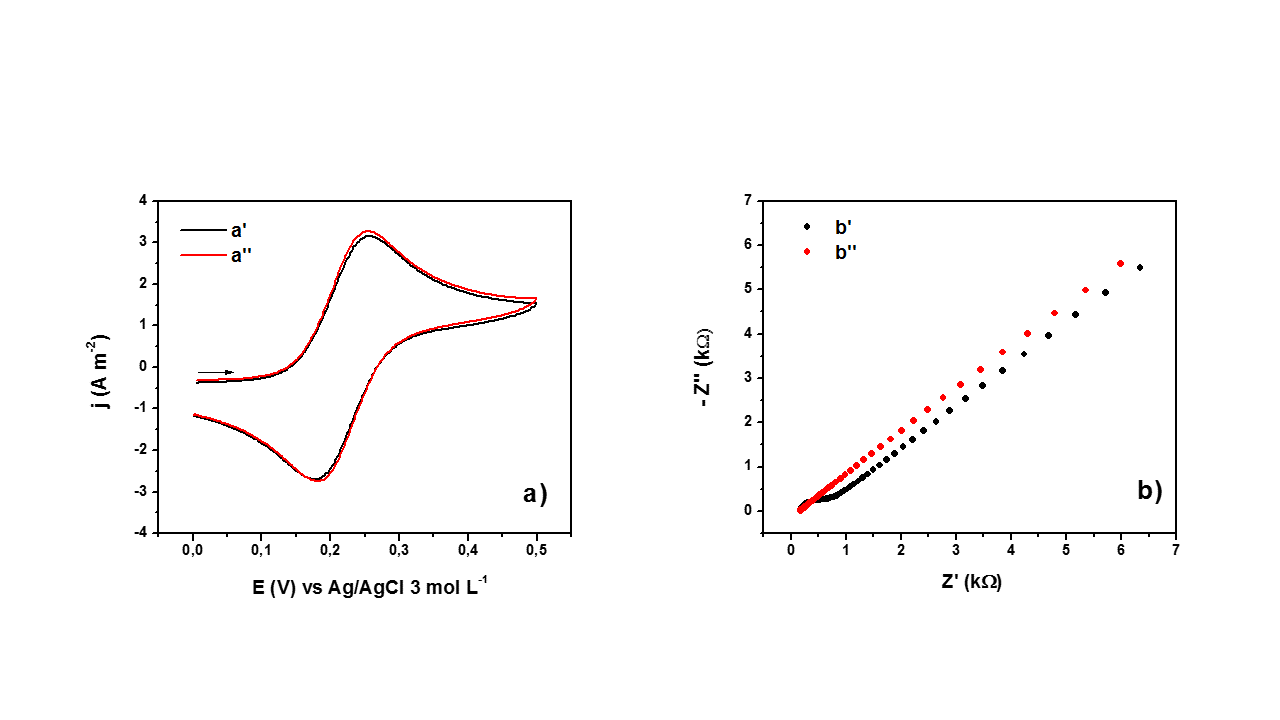 4
3
2
1
0
-1
-2
-3
-4
a'
a''
a)
0,0 0,1 0,2 0,3 0,4 0,5
j (A m-2)
E (V) vs Ag/AgCl 3 mol L-1
7
6
5
4
3
2
1
0
b'
b''
b)
0 1 2 3 4 5 6 7
- Z'' (kΩ)
Z' (kΩ)